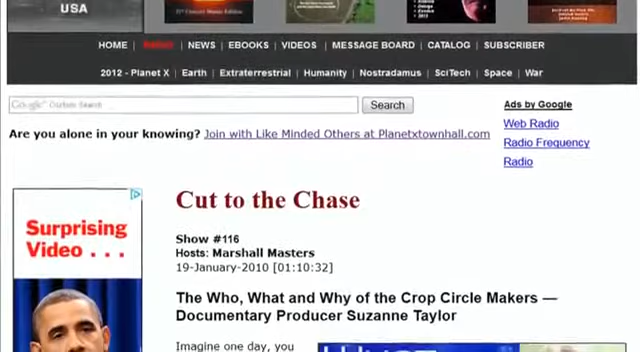 USA
HOME | RADIO | NEWS | EBOOKS | VIDEOS | MESSAGE BOARD | CATALOG | SUBSCRIBER
2012 - Planet X | Earth | Extraterrestrial | Humanity | Nostradamus | SciTech | Space | War
Google™ Custom Search
Search
Ads by Google
Are you alone in your knowing? Join with Like Minded Others at Planetxtownhall.com
Web Radio
Radio Frequency
Radio
Cut to the Chase
Surprising
Video . . .
Show #116
Hosts: Marshall Masters
19-January-2010 [01:10:32]
The Who, What and Why of the Crop Circle Makers —
Documentary Producer Suzanne Taylor
Imagine one day, you